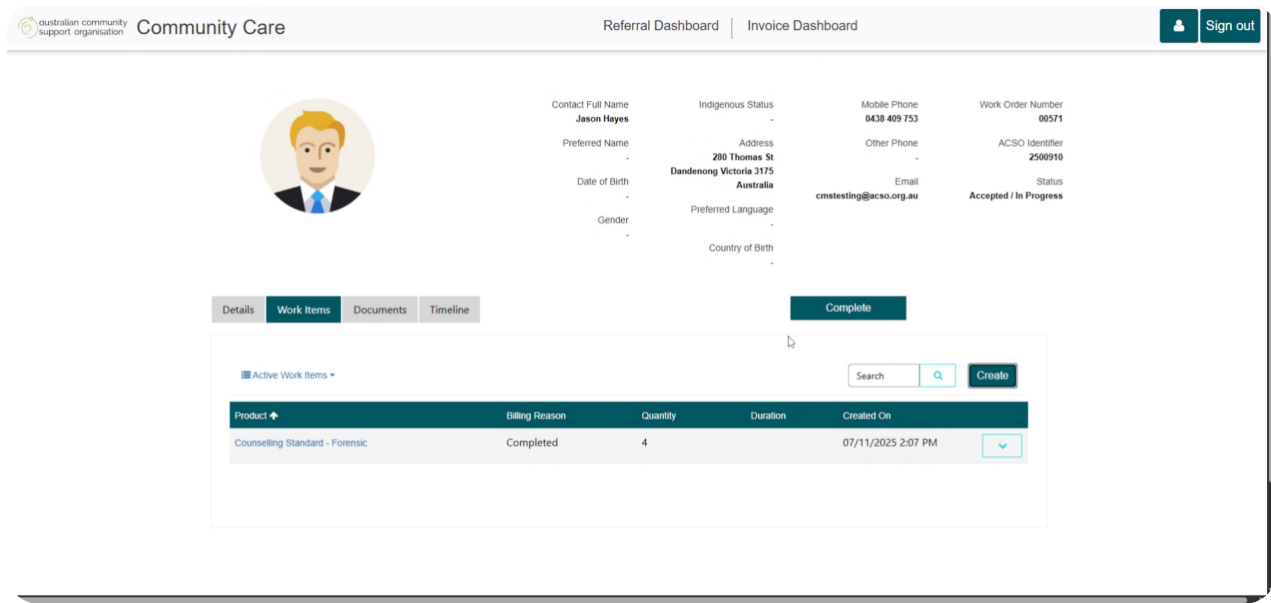 australian community
support organisation
Community Care
Referral Dashboard
Invoice Dashboard
Sign out
Contact Full Name
Jason Hayes
Preferred Name
-
Date of Birth
-
Gender
-
Indigenous Status
-
Address
280 Thomas St
Dandenong Victoria 3175
Australia
Preferred Language
-
Country of Birth
-
Mobile Phone
0438 409 753
Other Phone
-
Email
cmstesting@acso.org.au
Work Order Number
00571
ACSO Identifier
2500910
Status
Accepted / In Progress
Details
Work Items
Documents
Timeline
Complete
Active Work Items
Search
Create
Product Billing Reason Quantity Duration Created On
Counselling Standard - Forensic Completed 4 07/11/2025 2:07 PM